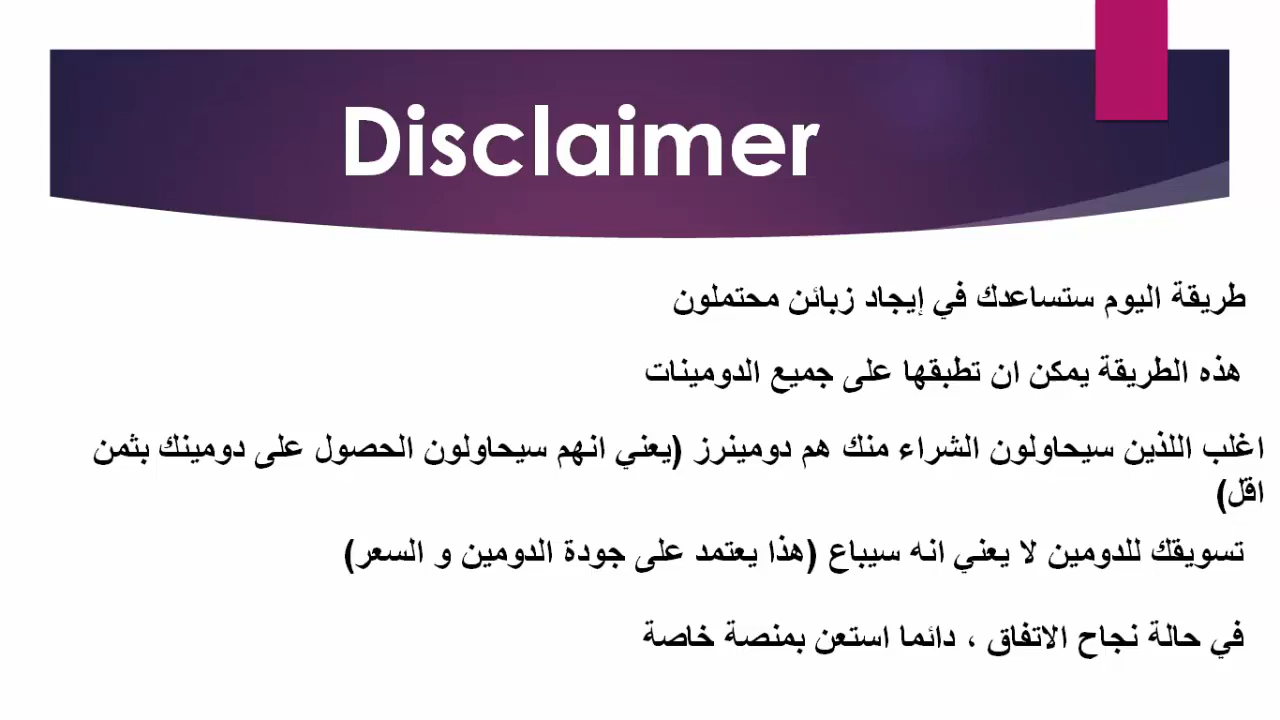 Disclaimer
طريقة اليوم ستساعدك في إيجاد زبائن محتملون
هذه الطريقة يمكن ان تطبقها على جميع الدومينات
اغلب اللذين سيحاولون الشراء منك هم دومينرز (يعني انهم سيحاولون الحصول على دومينك بثمن
اقل)
تسويقك للدومين لا يعني انه سيباع (هذا يعتمد على جودة الدومين و السعر)
في حالة نجاح الاتفاق ، دائما استعن بمنصة خاصة